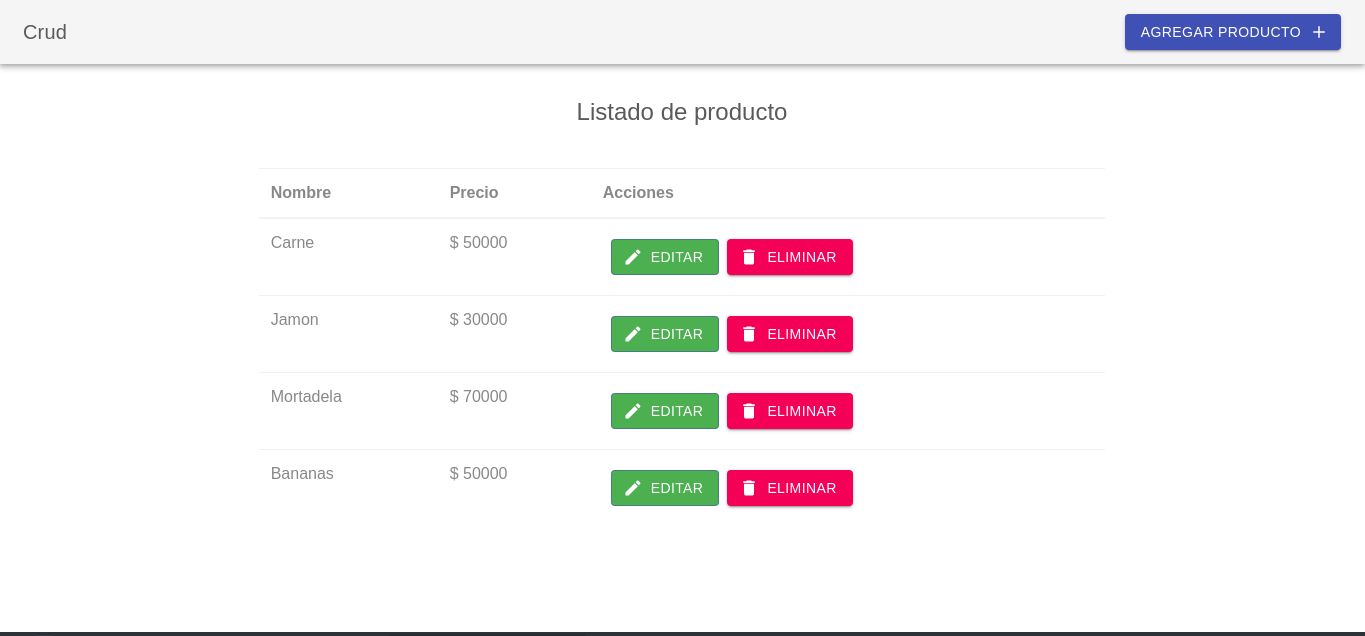 Crud
AGREGAR PRODUCTO
Listado de producto
Nombre Precio Acciones
Carne $ 50000 EDITAR ELIMINAR
Jamon $ 30000 EDITAR ELIMINAR
Mortadela $ 70000 EDITAR ELIMINAR
Bananas $ 50000 EDITAR ELIMINAR